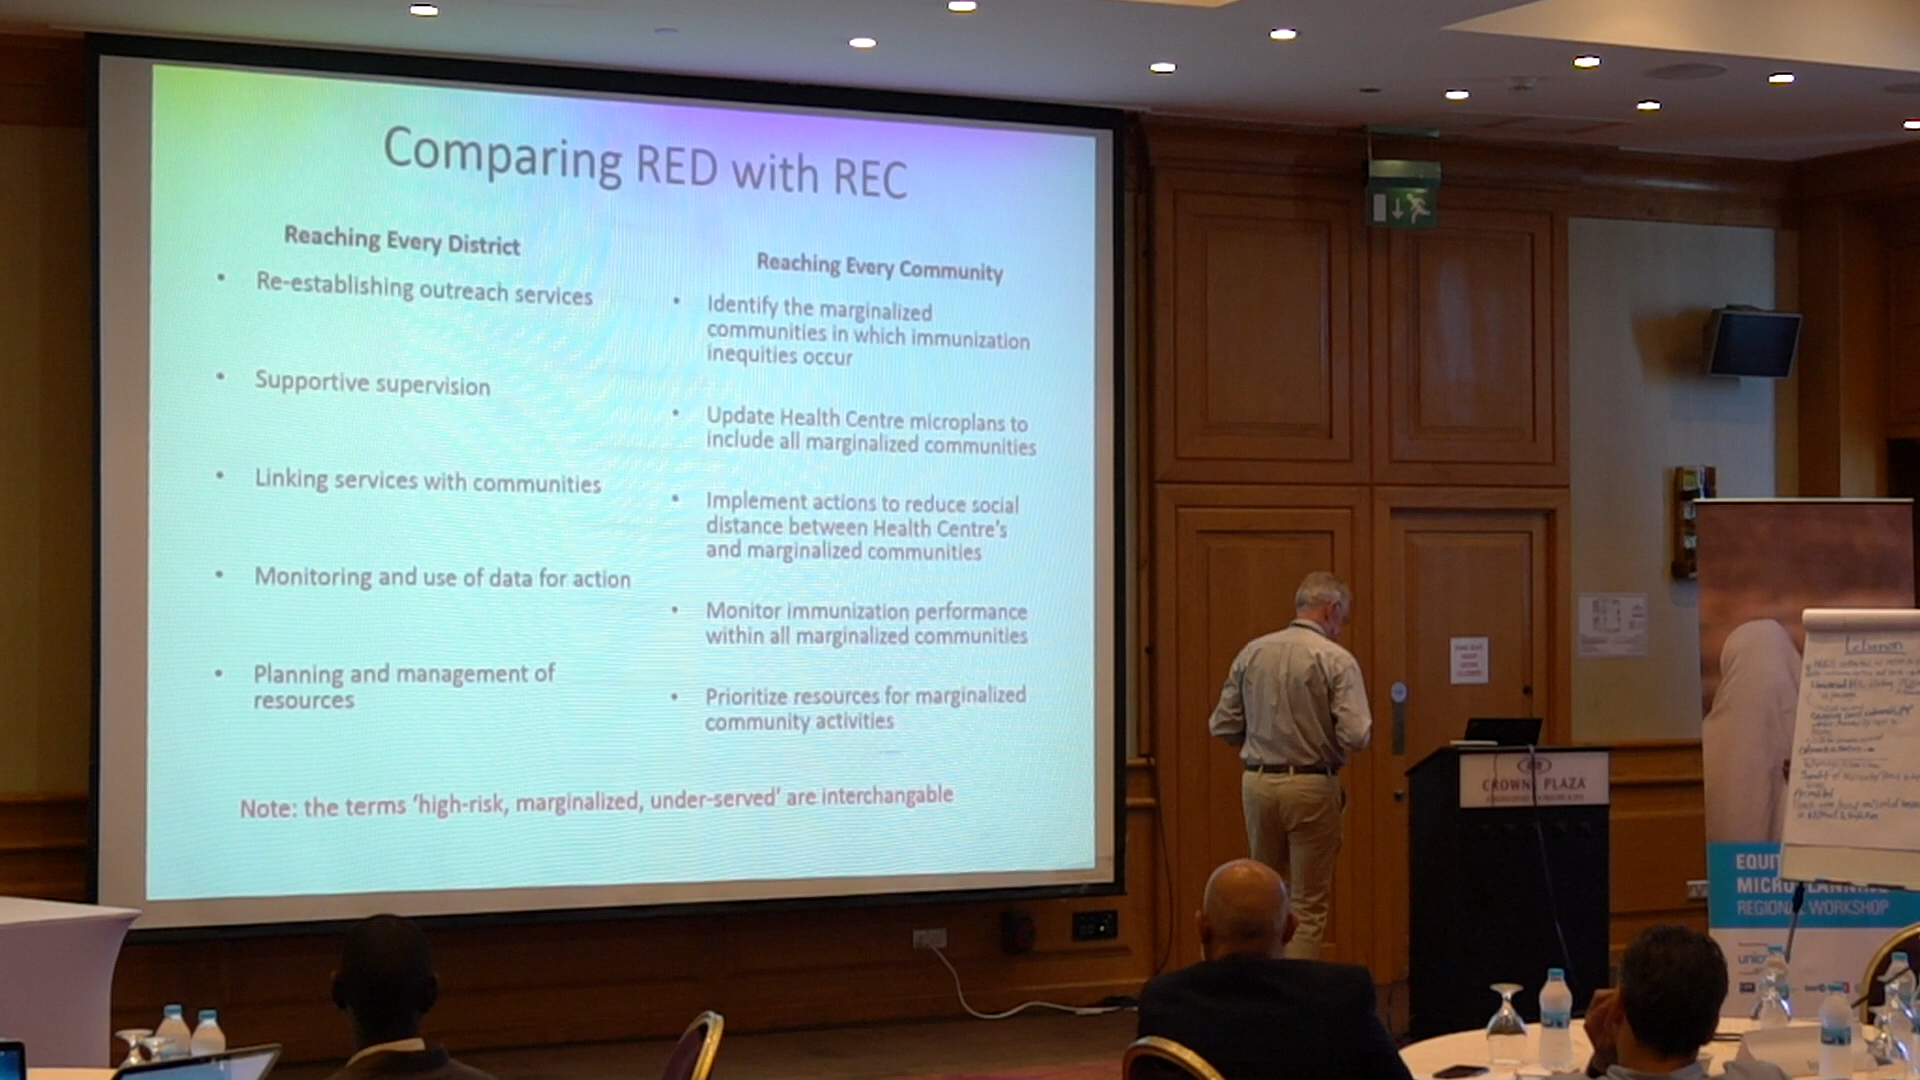 Comparing RED with REC
Reaching Every District
• Re-establishing outreach services
• Supportive supervision
• Linking services with communities
• Monitoring and use of data for action
• Planning and management of
resources
Reaching Every Community
• Identify the marginalized
communities in which immunization
inequities occur
• Update Health Centre microplans to
include all marginalized communities
• Implement actions to reduce social
distance between Health Centre's
and marginalized communities
• Monitor immunization performance
within all marginalized communities
• Prioritize resources for marginalized
community activities
Note: the terms 'high-risk, marginalized, under-served' are interchangable
CROWNE PLAZA
Lebanon
REGIONAL WORKSHOP